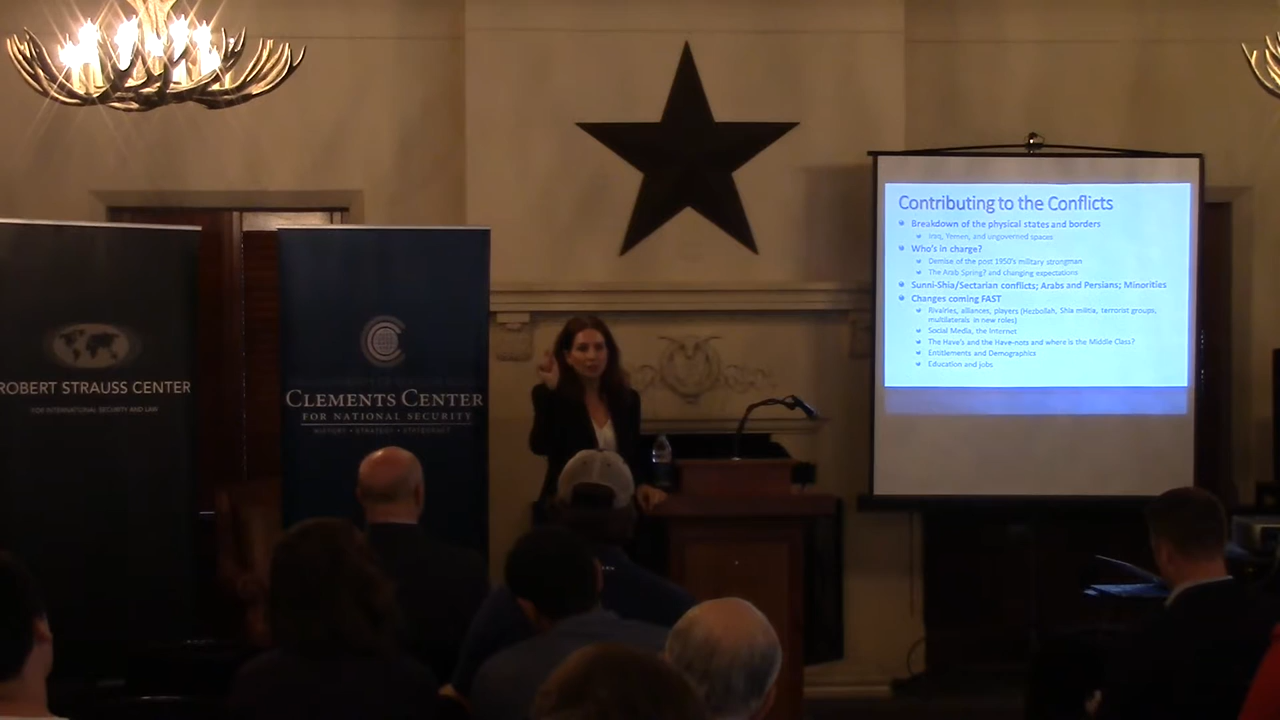 ROBERT STRAUSS CENTER
FOR INTERNATIONAL SECURITY AND LAW
CLEMENTS CENTER
FOR NATIONAL SECURITY
HISTORY • STRATEGY • STATECRAFT
Contributing to the Conflicts
Breakdown of the physical states and borders
Iraq, Yemen, and ungoverned spaces
Who's in charge?
Demise of the post 1950's military strongman
The Arab Spring? and changing expectations
Sunni-Shia/Sectarian conflicts; Arabs and Persians; Minorities
Changes coming FAST
Rivalries, alliances, players (Hezbollah, Shia militia, terrorist groups,
multilaterals in new roles)
Social Media, the Internet
The Have's and the Have-nots and where is the Middle Class?
Entitlements and Demographics
Education and jobs